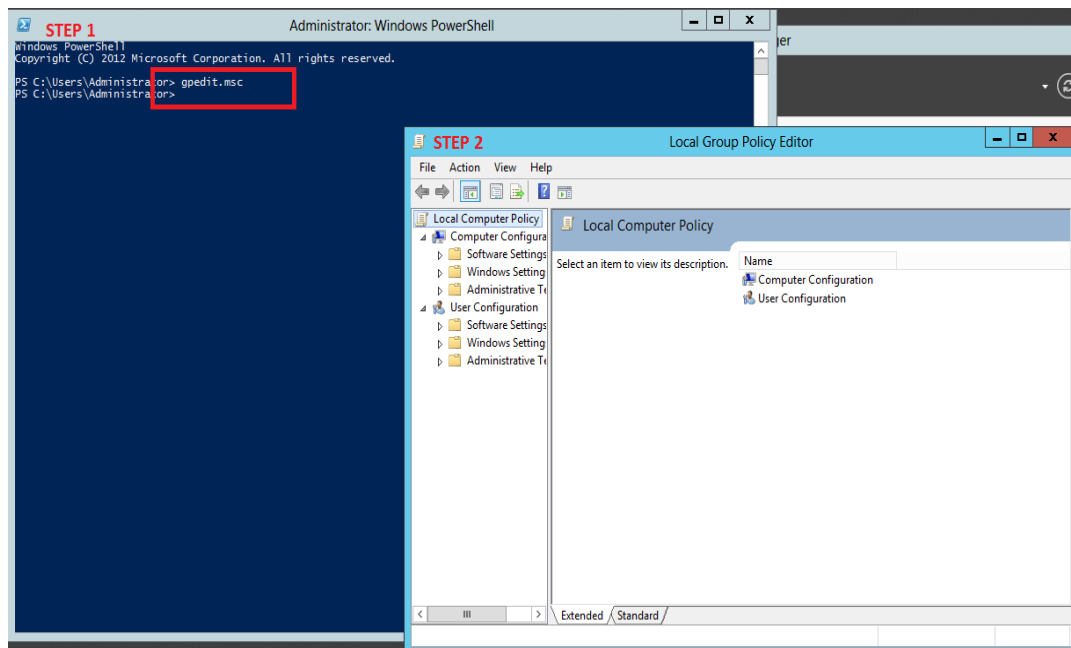 STEP 1
Administrator: Windows PowerShell
Windows PowerShell
Copyright (C) 2012 Microsoft Corporation. All rights reserved.
PS C:\Users\Administrator> gpedit.msc
PS C:\Users\Administrator>
ger
STEP 2
Local Group Policy Editor
File Action View Help
Local Computer Policy
Computer Configura
Software Settings
Windows Setting
Administrative Te
User Configuration
Software Settings
Windows Setting
Administrative Te
Local Computer Policy
Select an item to view its description.
Name
Computer Configuration
User Configuration
Extended
Standard